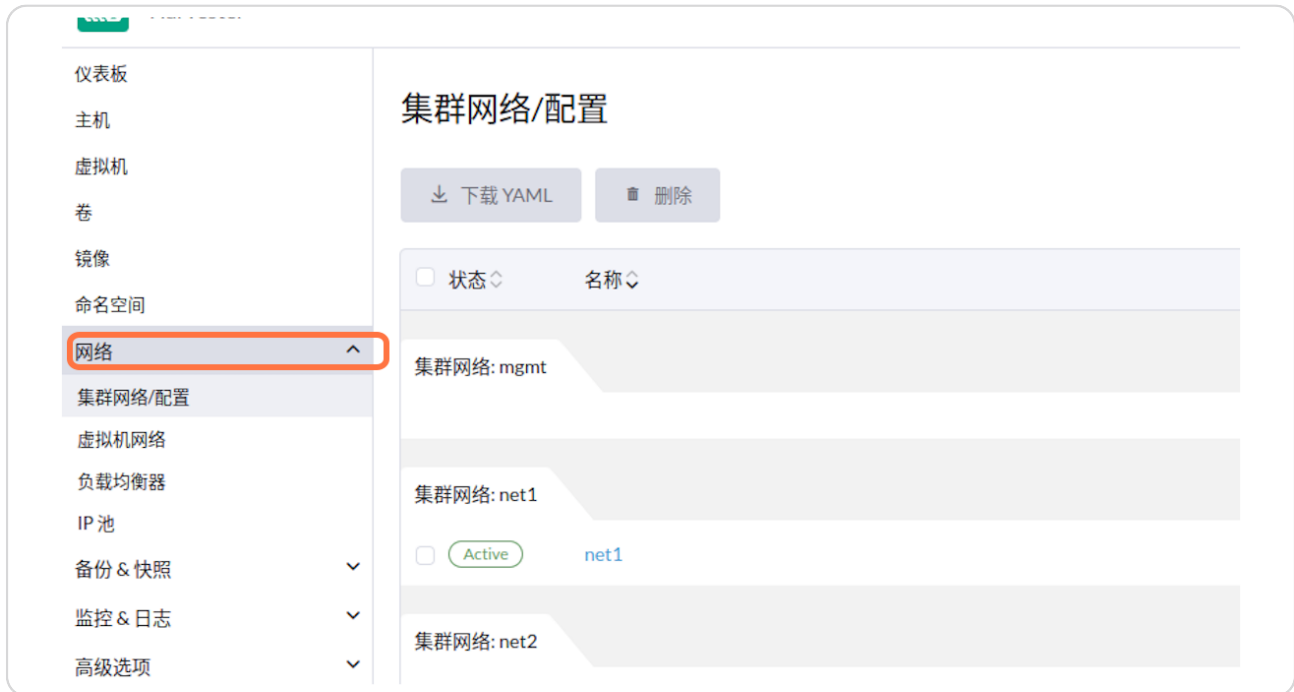 仪表板
主机
虚拟机
卷
镜像
命名空间
网络
集群网络/配置
虚拟机网络
负载均衡器
IP 池
备份 & 快照
监控 & 日志
高级选项
集群网络/配置
下载 YAML 删除
状态 名称
集群网络: mgmt
集群网络: net1
Active net1
集群网络: net2